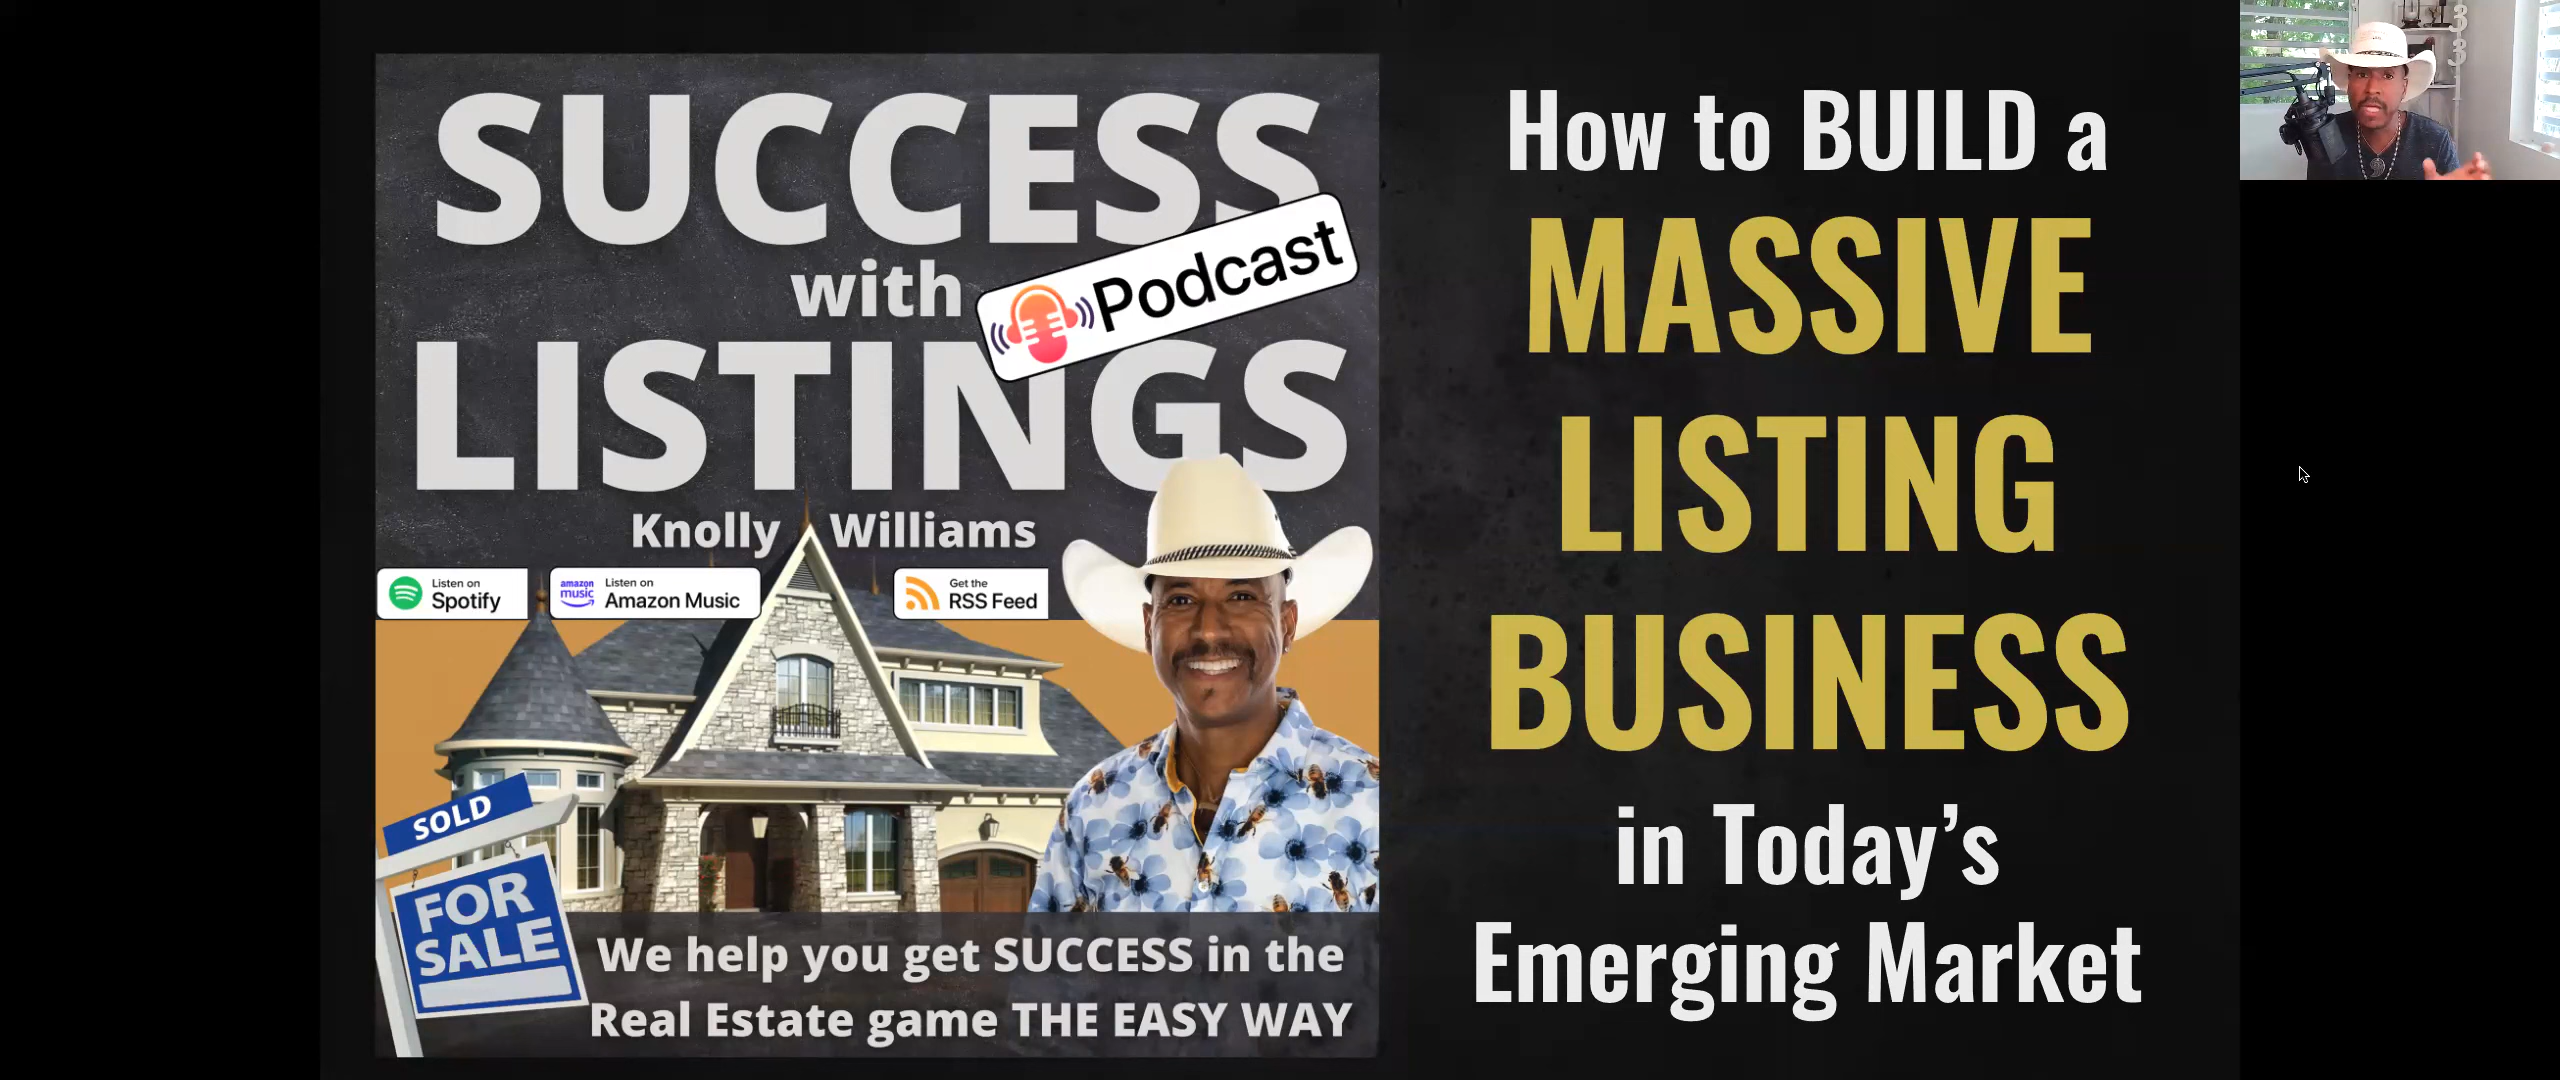 SUCCESS
with
Podcast
LISTINGS
Knolly Williams
Listen on
Spotify
amazon
music
Listen on
Amazon Music
Get the
RSS Feed
SOLD
FOR
SALE
We help you get SUCCESS in the
Real Estate game THE EASY WAY
How to BUILD a
MASSIVE
LISTING
BUSINESS
in Today’s
Emerging Market